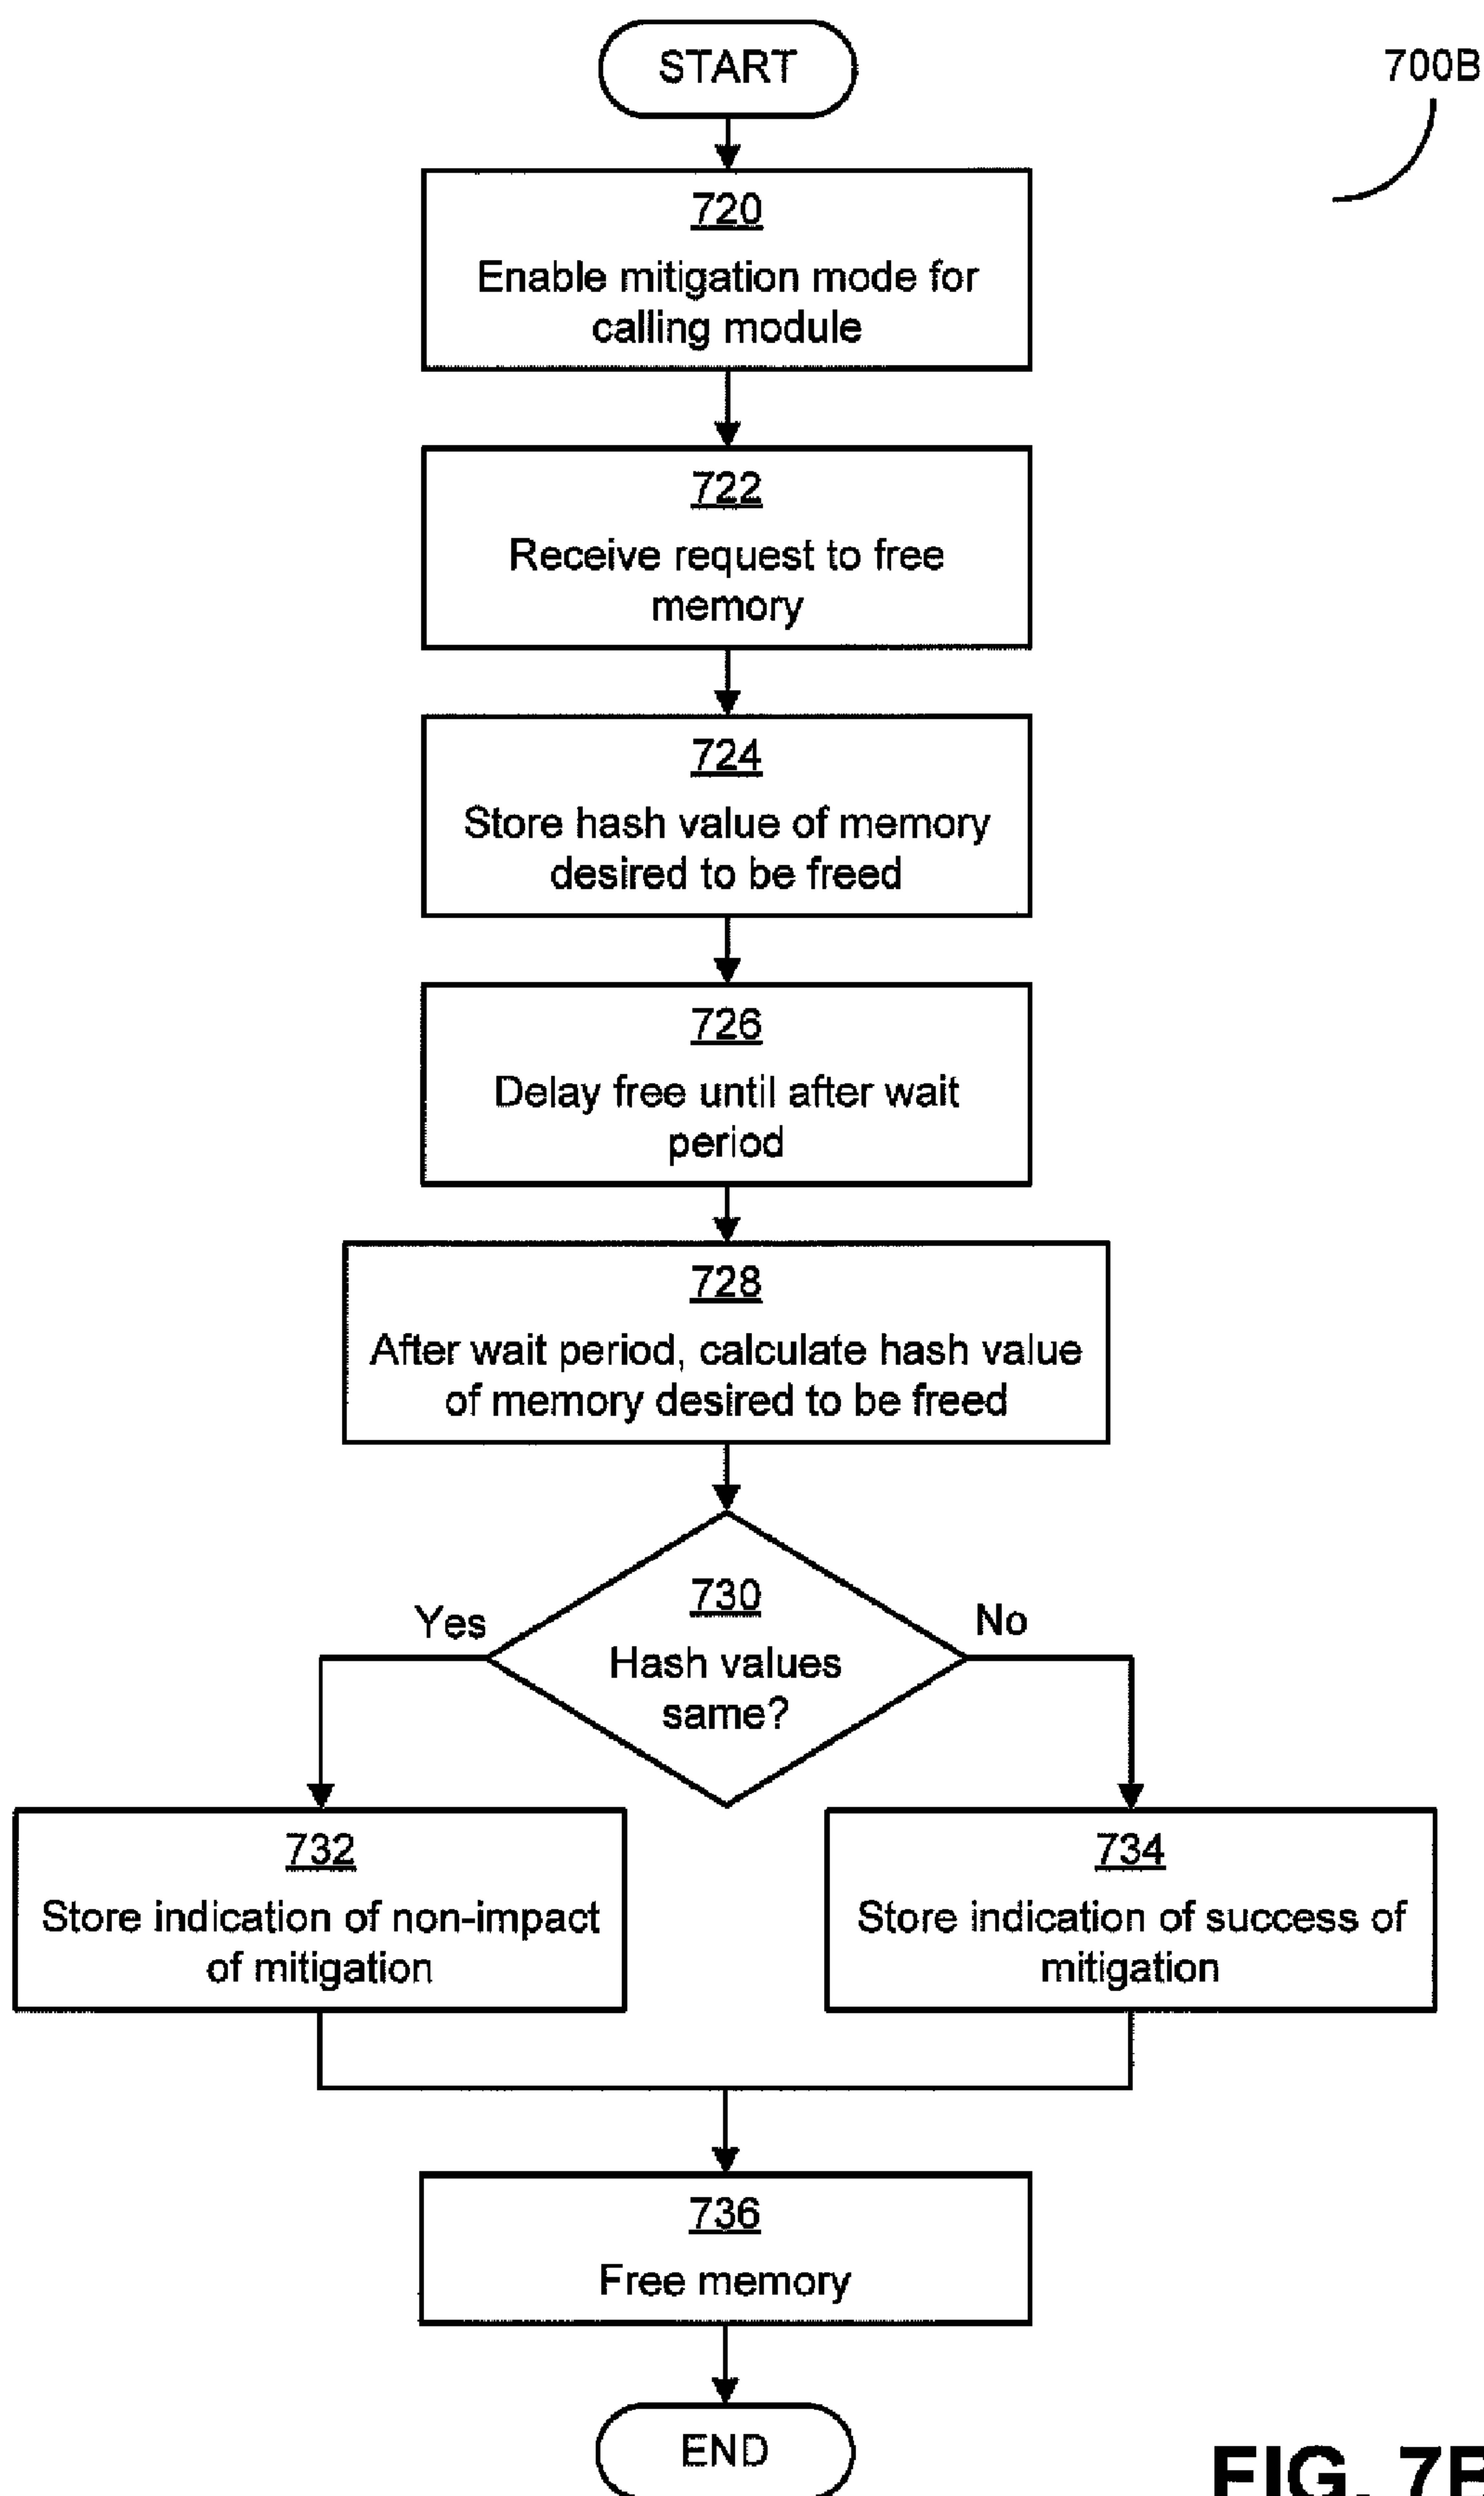 START
700B
720
Enable mitigation mode for
calling module
722
Receive request to free
memory
724
Store hash value of memory
desired to be freed
726
Delay free until after wait
period
728
After wait period, calculate hash value
of memory desired to be freed
730
Hash values
same?
Yes
No
732
Store indication of non-impact
of mitigation
734
Store indication of success of
mitigation
736
Free memory
END
FIG. 7B